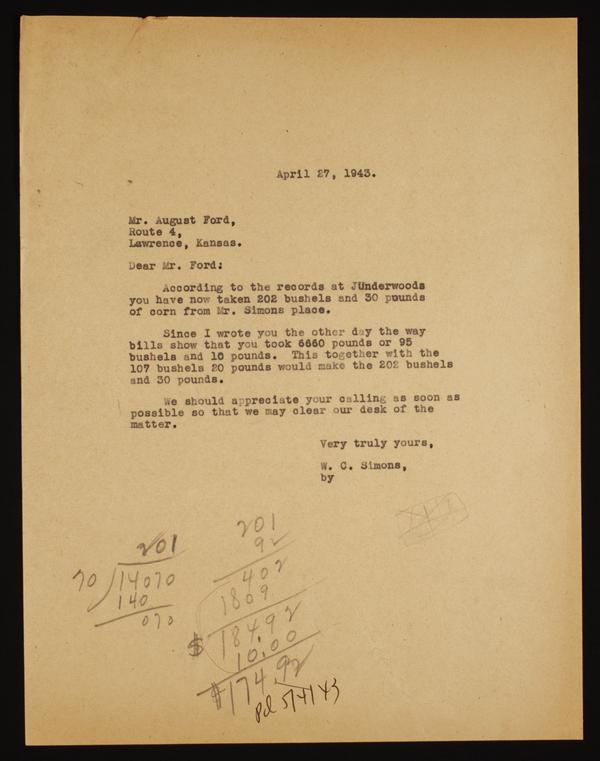 April 27, 1943.
Mr. August Ford,
Route 4,
Lawrence, Kansas.
Dear Mr. Ford:
According to the records at JUnderwoods
you have now taken 202 bushels and 30 pounds
of corn from Mr. Simons place.
Since I wrote you the other day the way
bills show that you took 6660 pounds or 95
bushels and 10 pounds. This together with the
107 bushels 20 pounds would make the 202 bushels
and 30 pounds.
We should appreciate your calling as soon as
possible so that we may clear our desk of the
matter.
Very truly yours,
W. C. Simons,
by
201
70 14070
140
070
201
92
402
1809
$ 184.92
10.00
$174.92
Pd 5/4/43